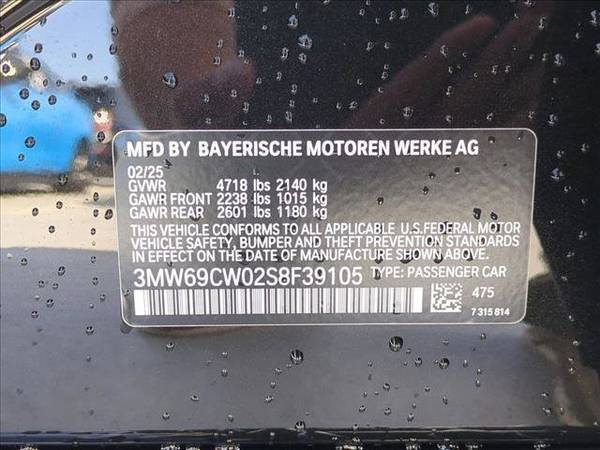 MFD BY BAYERISCHE MOTOREN WERKE AG
02/25
GVWR 4718 lbs 2140 kg
GAWR FRONT 2238 lbs 1015 kg
GAWR REAR 2601 lbs 1180 kg
THIS VEHICLE CONFORMS TO ALL APPLICABLE U.S.FEDERAL MOTOR
VEHICLE SAFETY, BUMPER AND THEFT PREVENTION STANDARDS
IN EFFECT ON THE DATE OF MANUFACTURE SHOWN ABOVE.
3MW69CW02S8F39105 TYPE: PASSENGER CAR
475
7 315 814